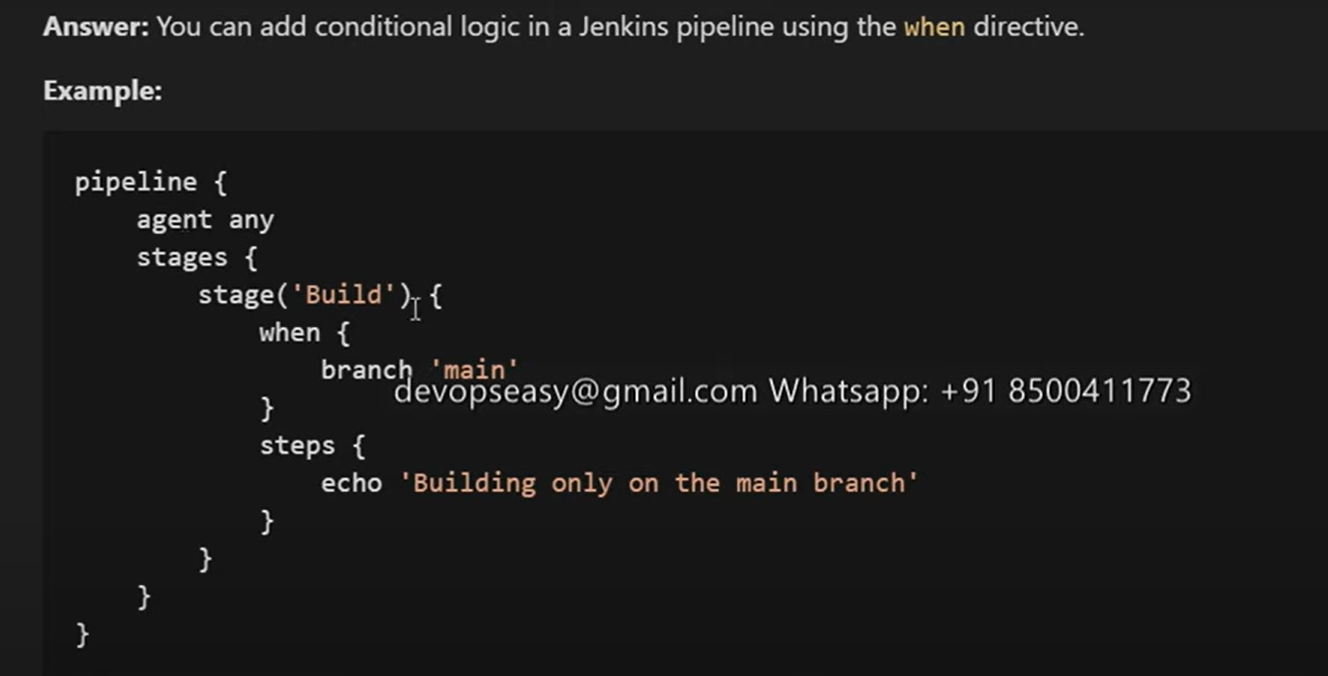 Answer: You can add conditional logic in a Jenkins pipeline using the when directive.
Example:
pipeline {
agent any
stages {
stage('Build') {
when {
branch 'main'
devopseasy@gmail.com Whatsapp: +91 8500411773
}
steps {
echo 'Building only on the main branch'
}
}
}
}